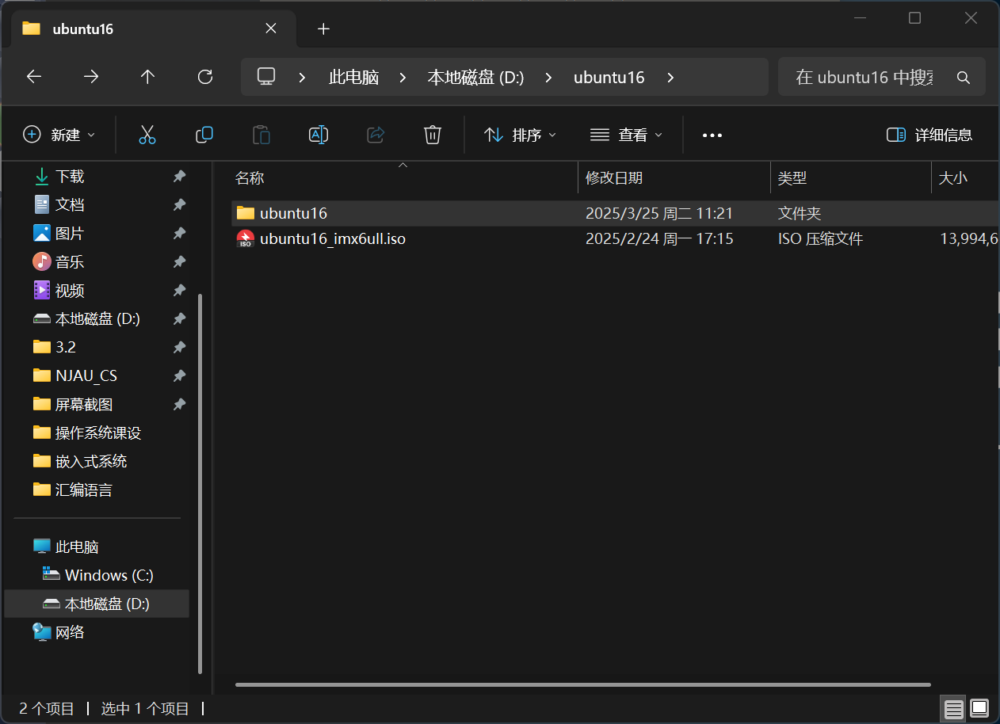 ubuntu16
此电脑 本地磁盘 (D:) ubuntu16
在 ubuntu16 中搜
新建 排序 查看 详细信息
名称 修改日期 类型 大小
ubuntu16 2025/3/25 周二 11:21 文件夹
ubuntu16_imx6ull.iso 2025/2/24 周一 17:15 ISO 压缩文件 13,994,6
下载
文档
图片
音乐
视频
本地磁盘 (D:)
3.2
NJAU_CS
屏幕截图
操作系统课设
嵌入式系统
汇编语言
此电脑
Windows (C:)
本地磁盘 (D:)
网络
2 个项目 选中 1 个项目